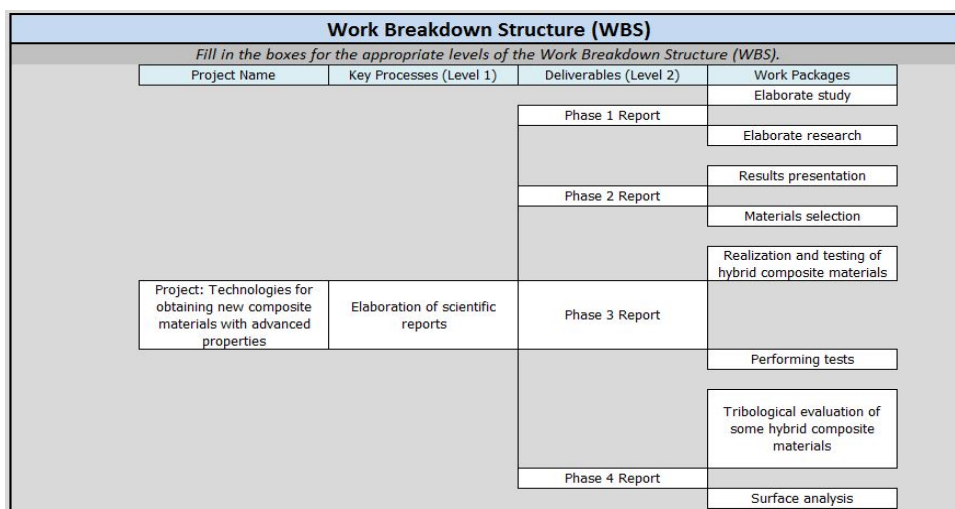 Work Breakdown Structure (WBS)
Fill in the boxes for the appropriate levels of the Work Breakdown Structure (WBS).
Project Name
Key Processes (Level 1)
Deliverables (Level 2)
Work Packages
Elaborate study
Phase 1 Report
Elaborate research
Results presentation
Phase 2 Report
Materials selection
Realization and testing of
hybrid composite materials
Project: Technologies for
obtaining new composite
materials with advanced
properties
Elaboration of scientific
reports
Phase 3 Report
Performing tests
Tribological evaluation of
some hybrid composite
materials
Phase 4 Report
Surface analysis